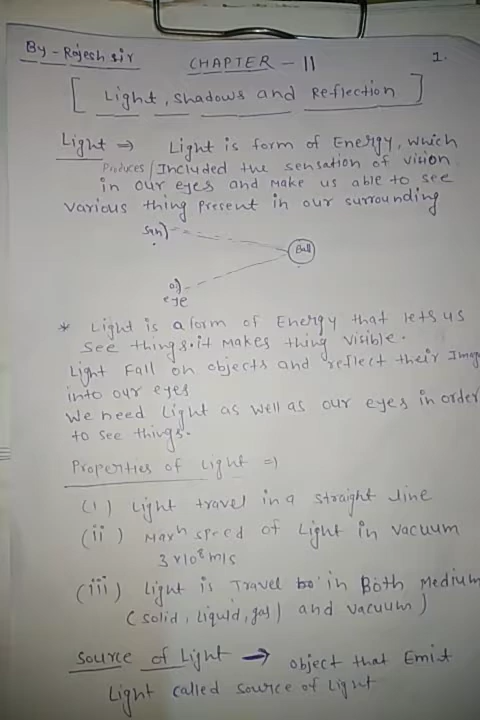 By - Rajesh sir
CHAPTER - 11
1.
[ Light, shadows and Reflection ]
Light ⇒ Light is form of Energy, which
Produces / Included the sensation of vision
in our eyes and make us able to see
various thing present in our surrounding
Sun
Ball
eye
* Light is a form of Energy that lets us
see things. it makes thing visible.
Light Fall on objects and reflect their Imag
into our eyes
We need Light as well as our eyes in order
to see things.
Properties of Light ⇒
(i) Light travel in a straight line
(ii) Maxm speed of Light in vacuum
3×10⁸ m/s
(iii) Light is Travel in Both Medium
(solid, Liquid, gas) and vacuum)
Source of Light → object that Emit
Light called source of Light